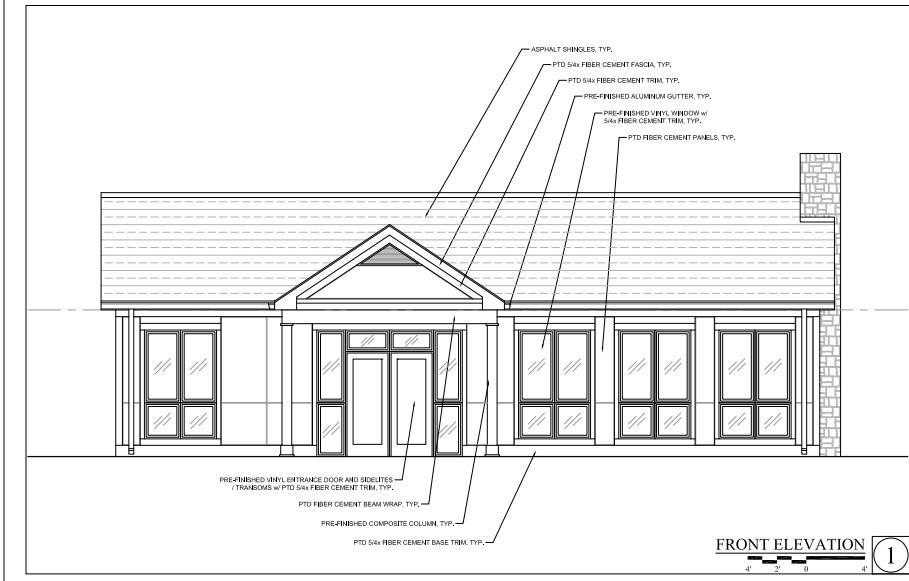 ASPHALT SHINGLES, TYP.
PTD 5/4x FIBER CEMENT FASCIA, TYP.
PTD 5/4x FIBER CEMENT TRIM, TYP.
PRE-FINISHED ALUMINUM GUTTER, TYP.
PRE-FINISHED VINYL WINDOW w/
5/4x FIBER CEMENT TRIM, TYP.
PTD FIBER CEMENT PANELS, TYP.
PRE-FINISHED VINYL ENTRANCE DOOR AND SIDELITES
/ TRANSOMS w/ PTD 5/4x FIBER CEMENT TRIM, TYP.
PTD FIBER CEMENT BEAM WRAP, TYP.
PRE-FINISHED COMPOSITE COLUMN, TYP.
PTD 5/4x FIBER CEMENT BASE TRIM, TYP.
FRONT ELEVATION 1
4' 2' 0 4'